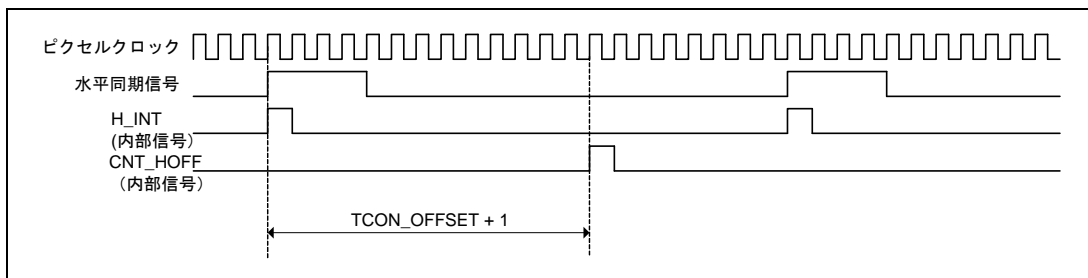 ピクセルクロック
水平同期信号
H_INT
(内部信号)
CNT_HOFF
（内部信号）
TCON_OFFSET + 1